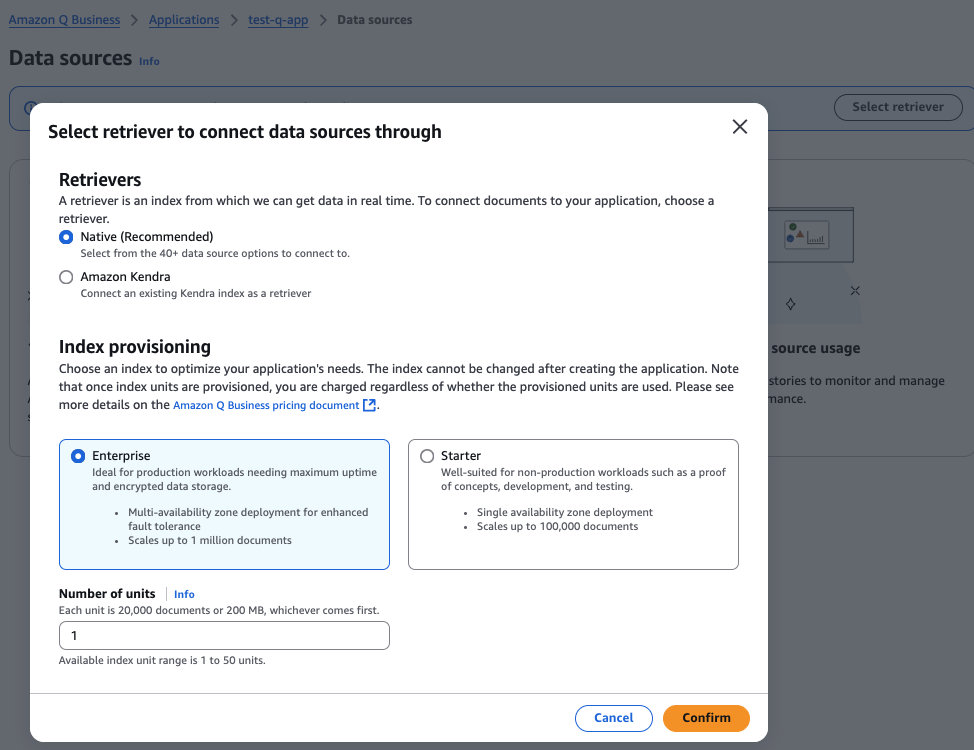 Amazon Q Business > Applications > test-q-app > Data sources
Data sources Info
Select retriever
Select retriever to connect data sources through
Retrievers
A retriever is an index from which we can get data in real time. To connect documents to your application, choose a
retriever.
Native (Recommended)
Select from the 40+ data source options to connect to.
Amazon Kendra
Connect an existing Kendra index as a retriever
Index provisioning
Choose an index to optimize your application's needs. The index cannot be changed after creating the application. Note
that once index units are provisioned, you are charged regardless of whether the provisioned units are used. Please see
more details on the Amazon Q Business pricing document.
Enterprise
Ideal for production workloads needing maximum uptime
and encrypted data storage.
• Multi-availability zone deployment for enhanced
fault tolerance
• Scales up to 1 million documents
Starter
Well-suited for non-production workloads such as a proof
of concepts, development, and testing.
• Single availability zone deployment
• Scales up to 100,000 documents
Number of units Info
Each unit is 20,000 documents or 200 MB, whichever comes first.
1
Available index unit range is 1 to 50 units.
Cancel
Confirm
source usage
stories to monitor and manage